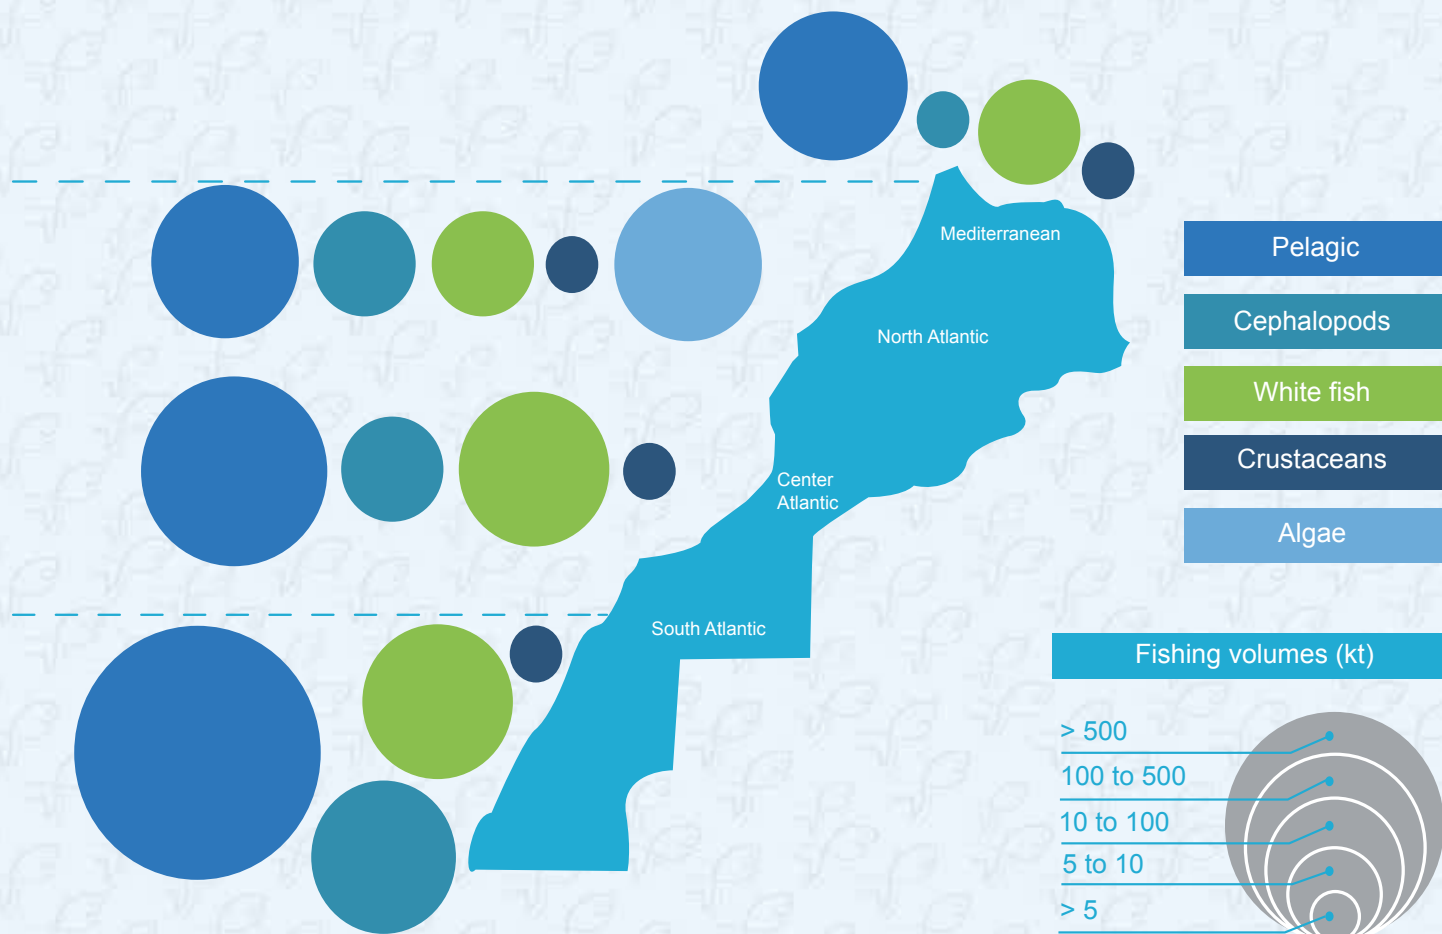 Mediterranean
North Atlantic
Center
Atlantic
South Atlantic
Pelagic
Cephalopods
White fish
Crustaceans
Algae
Fishing volumes (kt)
> 500
100 to 500
10 to 100
5 to 10
> 5